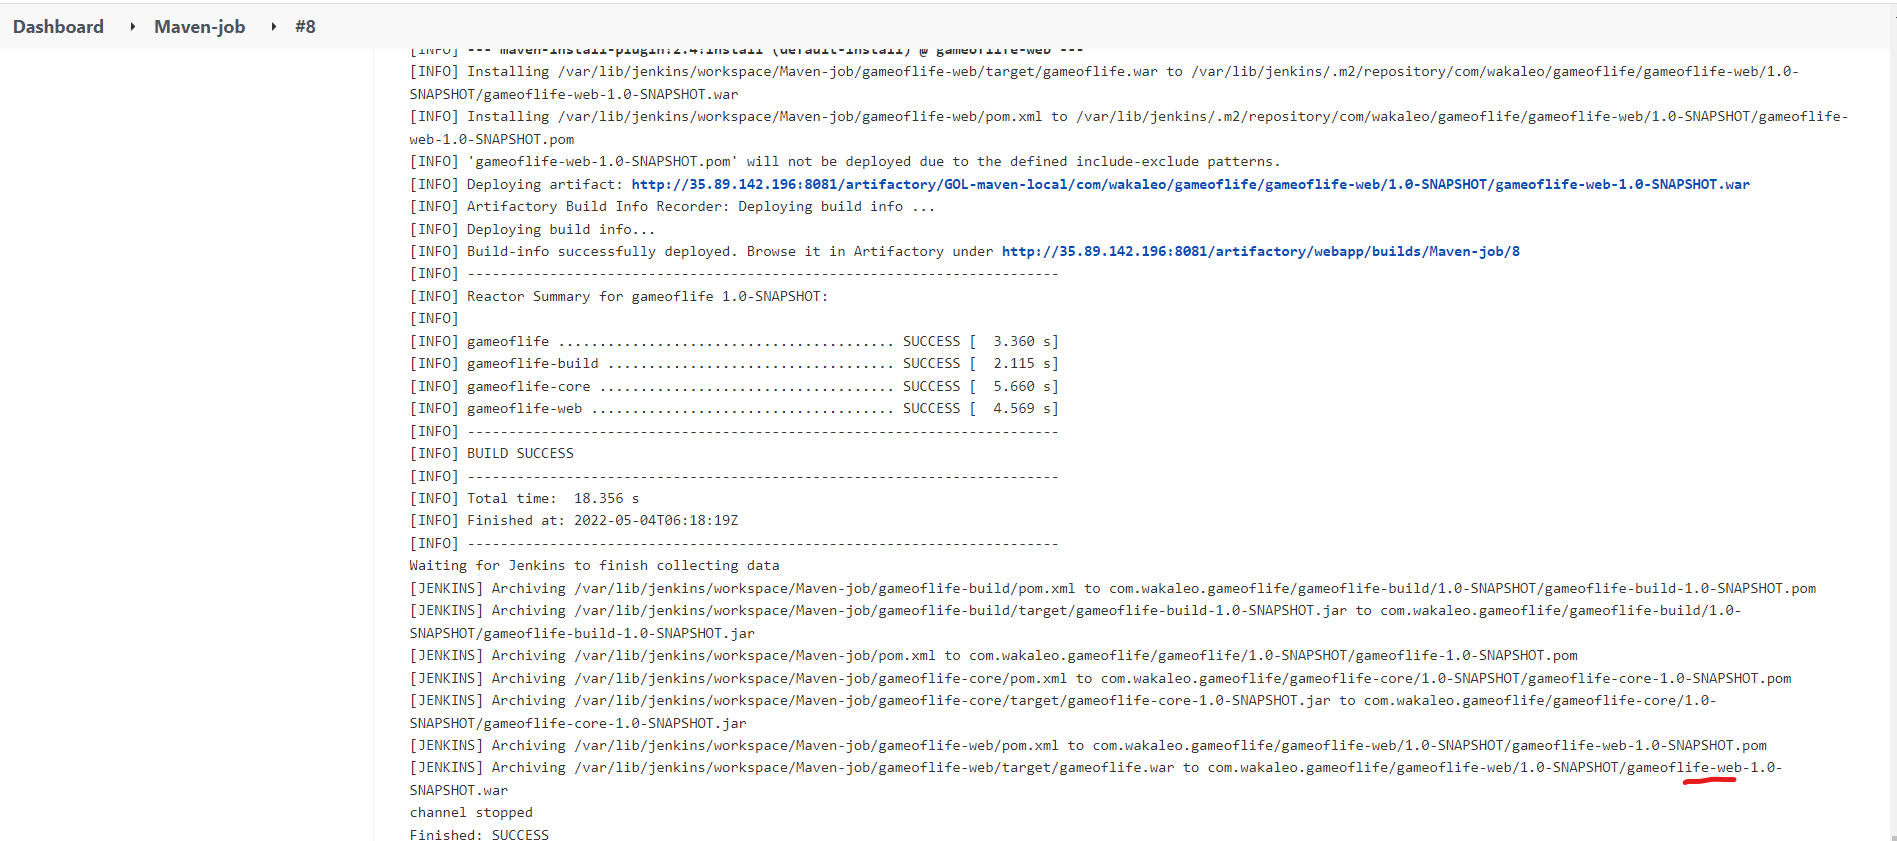 Dashboard ▸ Maven-job ▸ #8
[INFO] --- maven-install-plugin:2.4:install (default-install) @ gameoflife-web ---
[INFO] Installing /var/lib/jenkins/workspace/Maven-job/gameoflife-web/target/gameoflife.war to /var/lib/jenkins/.m2/repository/com/wakaleo/gameoflife/gameoflife-web/1.0-
SNAPSHOT/gameoflife-web-1.0-SNAPSHOT.war
[INFO] Installing /var/lib/jenkins/workspace/Maven-job/gameoflife-web/pom.xml to /var/lib/jenkins/.m2/repository/com/wakaleo/gameoflife/gameoflife-web/1.0-SNAPSHOT/gameoflife-
web-1.0-SNAPSHOT.pom
[INFO] 'gameoflife-web-1.0-SNAPSHOT.pom' will not be deployed due to the defined include-exclude patterns.
[INFO] Deploying artifact: http://35.89.142.196:8081/artifactory/GOL-maven-local/com/wakaleo/gameoflife/gameoflife-web/1.0-SNAPSHOT/gameoflife-web-1.0-SNAPSHOT.war
[INFO] Artifactory Build Info Recorder: Deploying build info ...
[INFO] Deploying build info...
[INFO] Build-info successfully deployed. Browse it in Artifactory under http://35.89.142.196:8081/artifactory/webapp/builds/Maven-job/8
[INFO] ------------------------------------------------------------------------
[INFO] Reactor Summary for gameoflife 1.0-SNAPSHOT:
[INFO]
[INFO] gameoflife ......................................... SUCCESS [  3.360 s]
[INFO] gameoflife-build ................................... SUCCESS [  2.115 s]
[INFO] gameoflife-core .................................... SUCCESS [  5.660 s]
[INFO] gameoflife-web ..................................... SUCCESS [  4.569 s]
[INFO] ------------------------------------------------------------------------
[INFO] BUILD SUCCESS
[INFO] ------------------------------------------------------------------------
[INFO] Total time:  18.356 s
[INFO] Finished at: 2022-05-04T06:18:19Z
[INFO] ------------------------------------------------------------------------
Waiting for Jenkins to finish collecting data
[JENKINS] Archiving /var/lib/jenkins/workspace/Maven-job/gameoflife-build/pom.xml to com.wakaleo.gameoflife/gameoflife-build/1.0-SNAPSHOT/gameoflife-build-1.0-SNAPSHOT.pom
[JENKINS] Archiving /var/lib/jenkins/workspace/Maven-job/gameoflife-build/target/gameoflife-build-1.0-SNAPSHOT.jar to com.wakaleo.gameoflife/gameoflife-build/1.0-
SNAPSHOT/gameoflife-build-1.0-SNAPSHOT.jar
[JENKINS] Archiving /var/lib/jenkins/workspace/Maven-job/pom.xml to com.wakaleo.gameoflife/gameoflife/1.0-SNAPSHOT/gameoflife-1.0-SNAPSHOT.pom
[JENKINS] Archiving /var/lib/jenkins/workspace/Maven-job/gameoflife-core/pom.xml to com.wakaleo.gameoflife/gameoflife-core/1.0-SNAPSHOT/gameoflife-core-1.0-SNAPSHOT.pom
[JENKINS] Archiving /var/lib/jenkins/workspace/Maven-job/gameoflife-core/target/gameoflife-core-1.0-SNAPSHOT.jar to com.wakaleo.gameoflife/gameoflife-core/1.0-
SNAPSHOT/gameoflife-core-1.0-SNAPSHOT.jar
[JENKINS] Archiving /var/lib/jenkins/workspace/Maven-job/gameoflife-web/pom.xml to com.wakaleo.gameoflife/gameoflife-web/1.0-SNAPSHOT/gameoflife-web-1.0-SNAPSHOT.pom
[JENKINS] Archiving /var/lib/jenkins/workspace/Maven-job/gameoflife-web/target/gameoflife.war to com.wakaleo.gameoflife/gameoflife-web/1.0-SNAPSHOT/gameoflife-web-1.0-
SNAPSHOT.war
channel stopped
Finished: SUCCESS